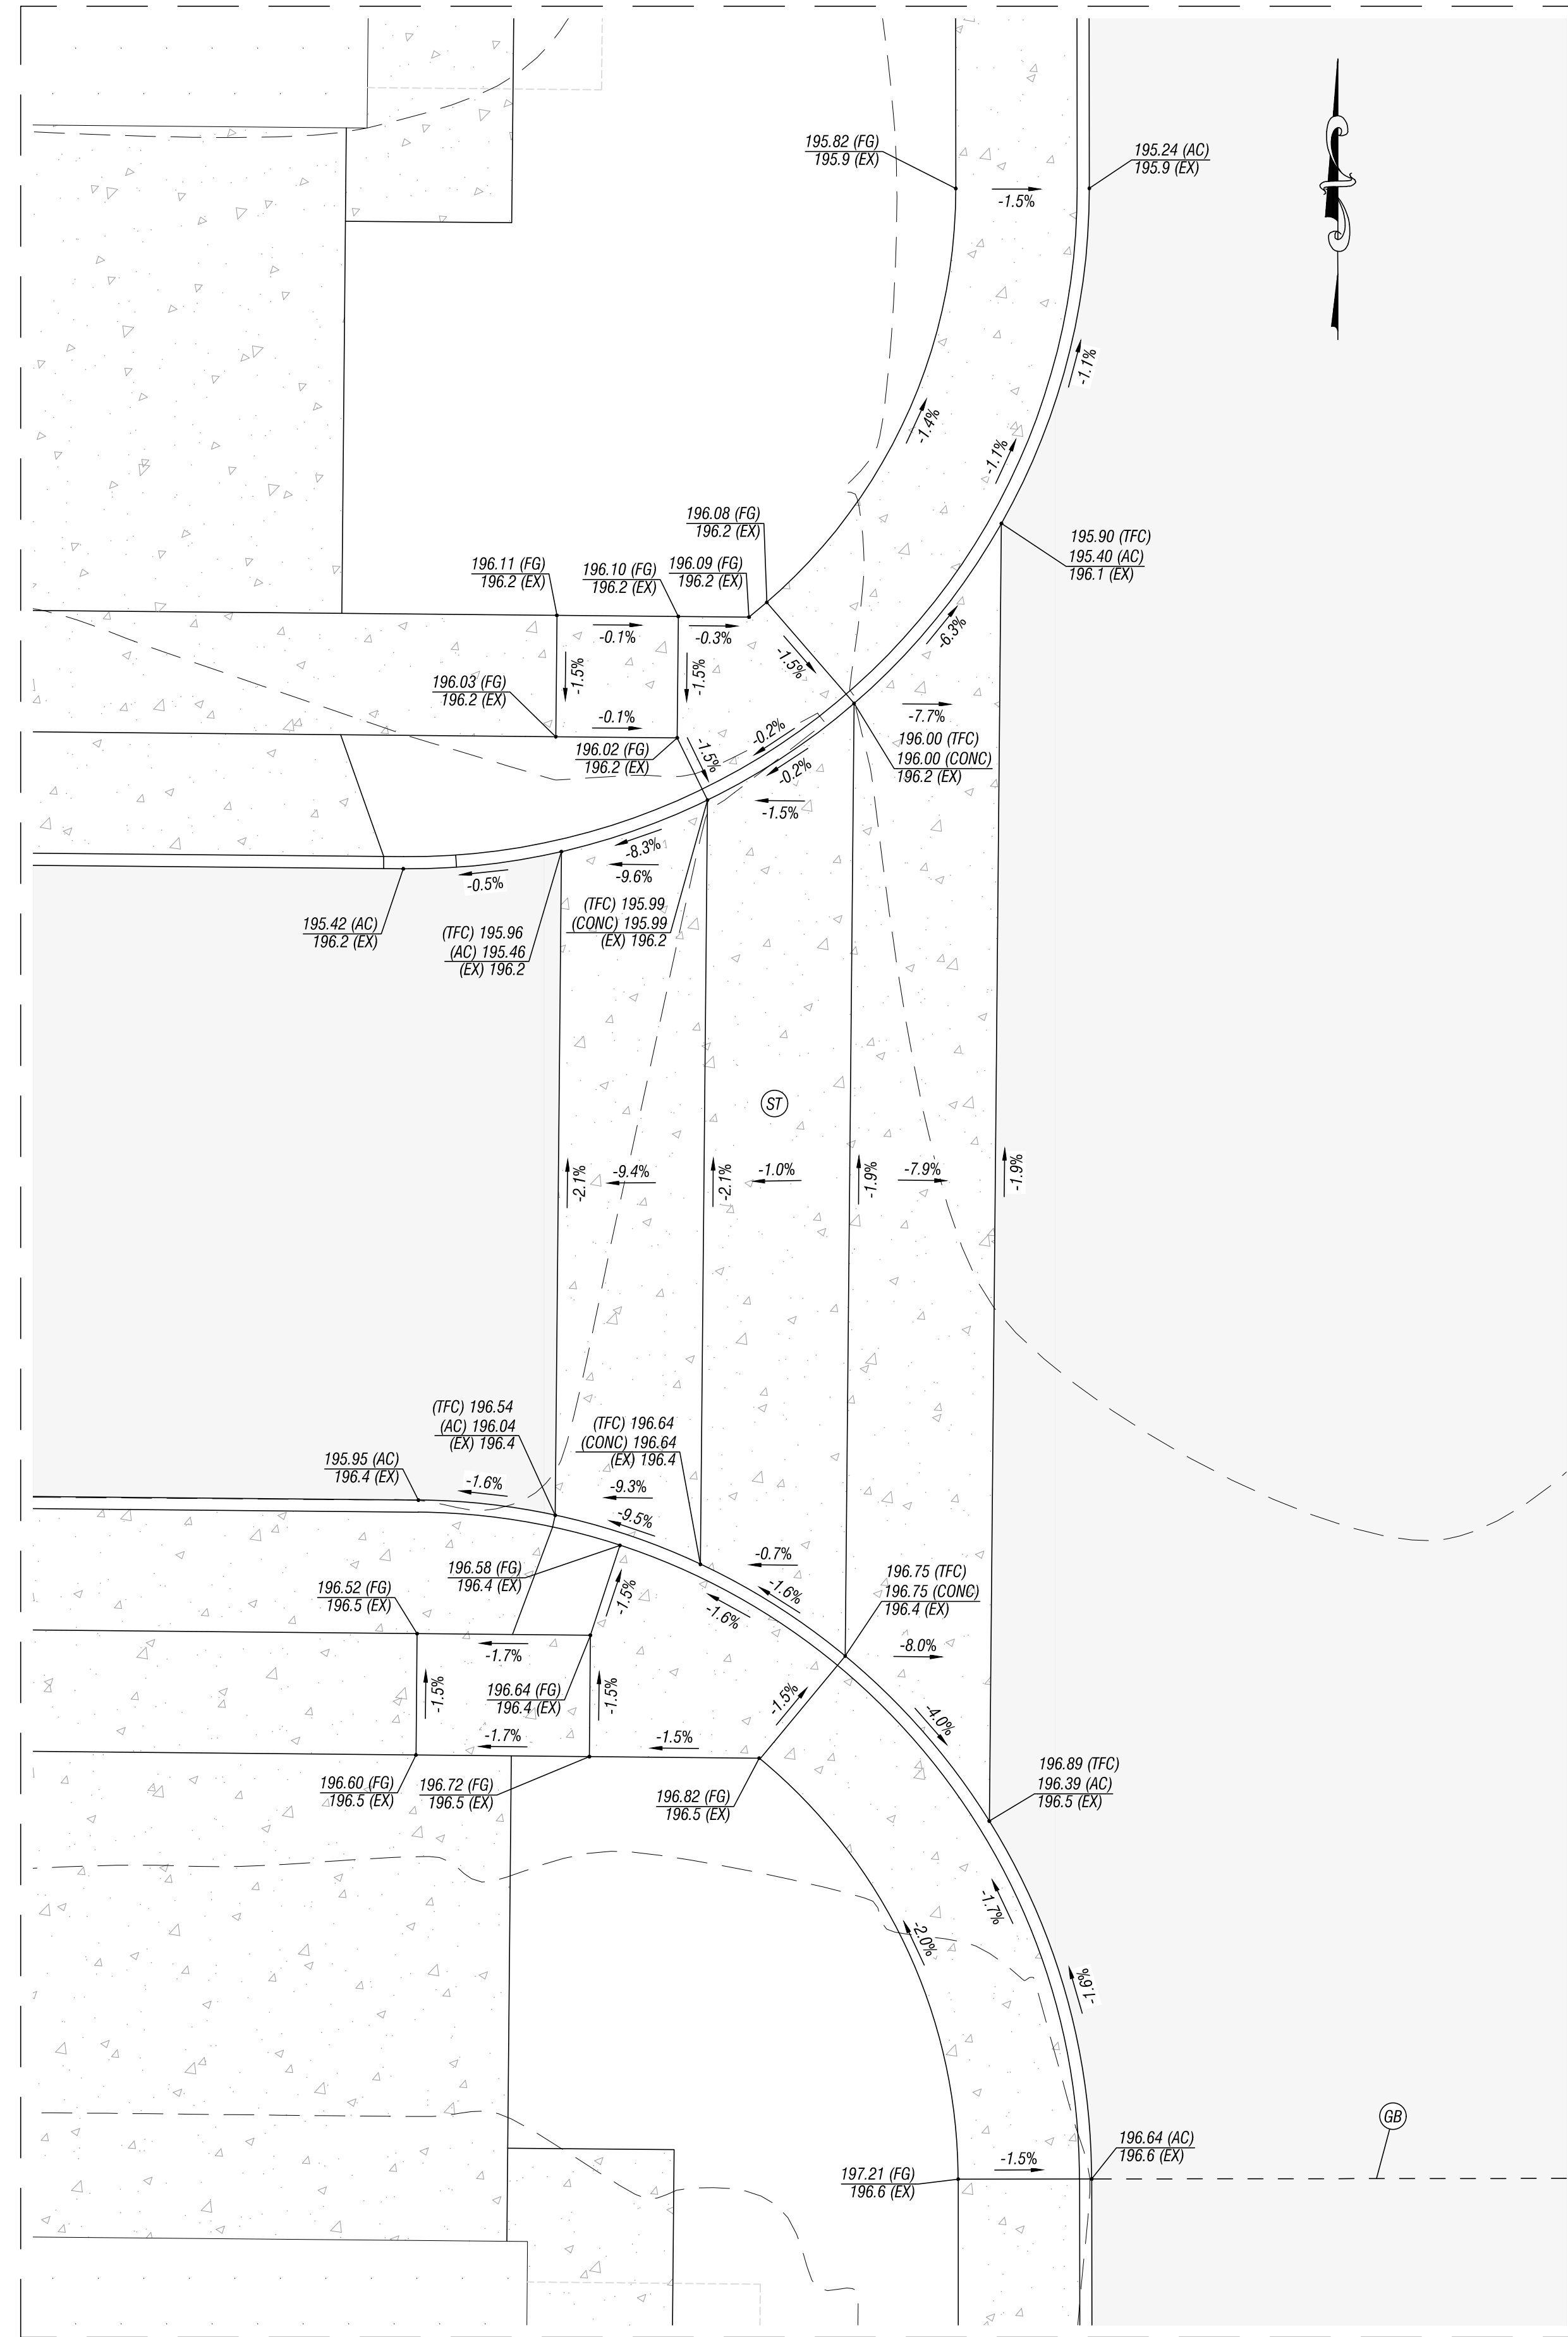 195.82 (FG)
195.9 (EX)
195.24 (AC)
195.9 (EX)
-1.5%
-1.1%
-1.4%
-1.1%
196.08 (FG)
196.2 (EX)
195.90 (TFC)
195.40 (AC)
196.1 (EX)
196.11 (FG)
196.2 (EX)
196.10 (FG)
196.2 (EX)
196.09 (FG)
196.2 (EX)
-0.1%
-0.3%
-6.3%
-1.5%
-1.5%
-1.5%
196.03 (FG)
196.2 (EX)
-0.1%
-7.7%
196.02 (FG)
196.2 (EX)
-1.5%
-0.2%
-0.2%
196.00 (TFC)
196.00 (CONC)
196.2 (EX)
-1.5%
-8.3%
-9.6%
-0.5%
195.42 (AC)
196.2 (EX)
(TFC) 195.96
(AC) 195.46
(EX) 196.2
(TFC) 195.99
(CONC) 195.99
(EX) 196.2
ST
-2.1%
-9.4%
-2.1%
-1.0%
-1.9%
-7.9%
-1.9%
(TFC) 196.54
(AC) 196.04
(EX) 196.4
(TFC) 196.64
(CONC) 196.64
(EX) 196.4
195.95 (AC)
196.4 (EX)
-1.6%
-9.3%
-9.5%
-0.7%
-1.6%
-1.6%
196.58 (FG)
196.4 (EX)
196.52 (FG)
196.5 (EX)
-1.5%
196.75 (TFC)
196.75 (CONC)
196.4 (EX)
-1.7%
-8.0%
196.64 (FG)
196.4 (EX)
-1.5%
-1.5%
-1.5%
-1.7%
-1.5%
-4.0%
196.60 (FG)
196.5 (EX)
196.72 (FG)
196.5 (EX)
196.82 (FG)
196.5 (EX)
196.89 (TFC)
196.39 (AC)
196.5 (EX)
-1.7%
-2.0%
-1.6%
GB
196.64 (AC)
196.6 (EX)
-1.5%
197.21 (FG)
196.6 (EX)